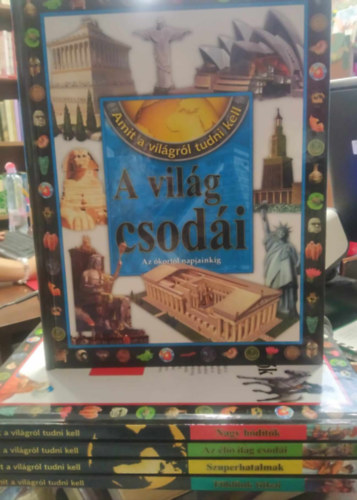 Amit a világról tudni kell
A világ
csodái
Az ókortól napjainkig
a világról tudni kell
Nagy hódítók
a világról tudni kell
Az élővilág csodái
a világról tudni kell
Szuperhatalmak
a világról tudni kell